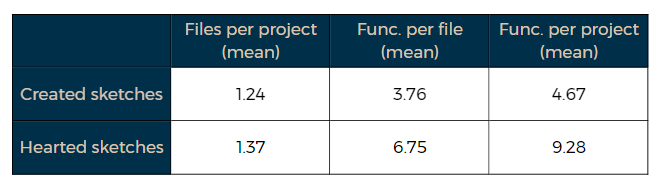 Files per project Func. per file Func. per project
(mean) (mean) (mean)
Created sketches 1.24 3.76 4.67
Hearted sketches 1.37 6.75 9.28